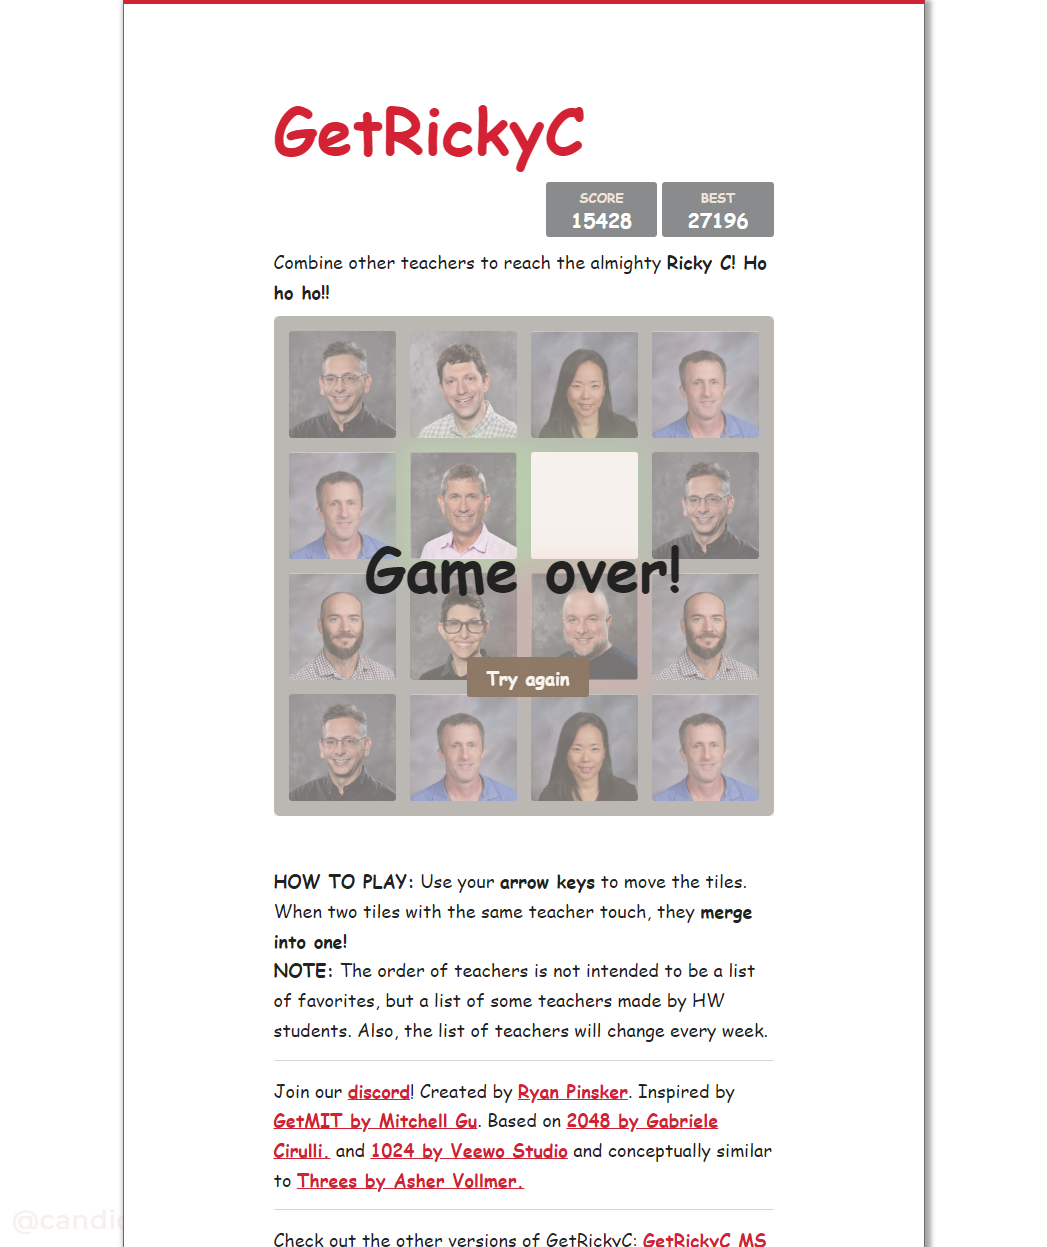 GetRickyC
SCORE BEST
15428 27196
Combine other teachers to reach the almighty Ricky C! Ho
ho ho!!
Game over!
Try again
HOW TO PLAY: Use your arrow keys to move the tiles.
When two tiles with the same teacher touch, they merge
into one!
NOTE: The order of teachers is not intended to be a list
of favorites, but a list of some teachers made by HW
students. Also, the list of teachers will change every week.
Join our discord! Created by Ryan Pinsker. Inspired by
GetMIT by Mitchell Gu. Based on 2048 by Gabriele
Cirulli. and 1024 by Veewo Studio and conceptually similar
to Threes by Asher Vollmer.
Check out the other versions of GetRickyC: GetRickyC MS